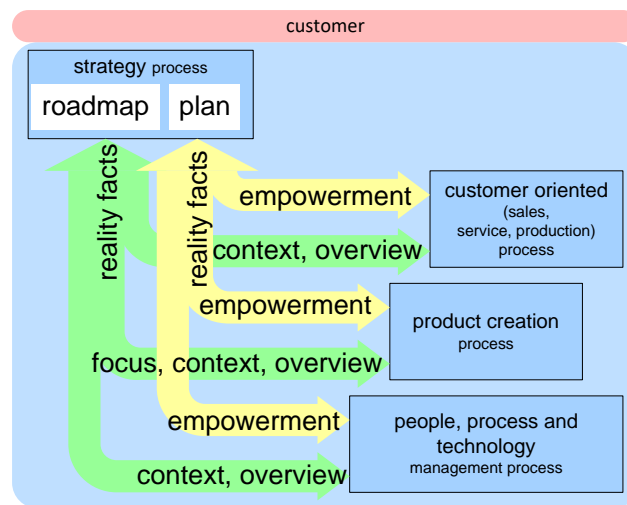 customer
strategy process
roadmap
plan
reality facts
reality facts
empowerment
customer oriented
(sales,
service, production)
process
context, overview
empowerment
product creation
process
focus, context, overview
empowerment
people, process and
technology
management process
context, overview